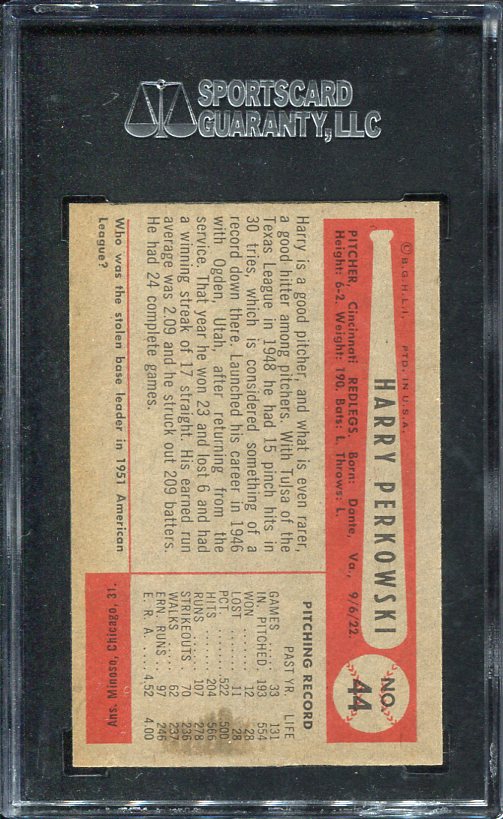 SPORTSCARD
GUARANTY, LLC
© B.G.H.L.I. PTD. IN U.S.A.
HARRY PERKOWSKI
NO.
44
PITCHER, Cincinnati REDLEGS Born: Dante, Va., 9/6/22
Height: 6-2. Weight: 190. Bats: L. Throws: L.
Harry is a good pitcher, and what is even rarer,
a good hitter among pitchers. With Tulsa of the
Texas League in 1948 he had 15 pinch hits in
30 tries, which is considered something of a
record down there. Launched his career in 1946
with Ogden, Utah, after returning from the
service. That year he won 23 and lost 6 and had
a winning streak of 17 straight. His earned run
average was 2.09 and he struck out 209 batters.
He had 24 complete games.
PITCHING RECORD
PAST YR. LIFE
GAMES 33 131
IN. PITCHED 193 554
WON 12 28
LOST 11 28
PCT. .522 .500
HITS 204 566
RUNS 107 278
STRIKEOUTS 70 236
WALKS 62 237
ERN. RUNS 97 246
E. R. A. 4.52 4.00
Who was the stolen base leader in 1951 American
League?
Ans. Minoso, Chicago, 31.